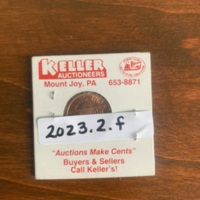 KELLER
AUCTIONEERS
Mount Joy, PA 653-8871
2023.2.f
"Auctions Make Cents"
Buyers & Sellers
Call Keller's!